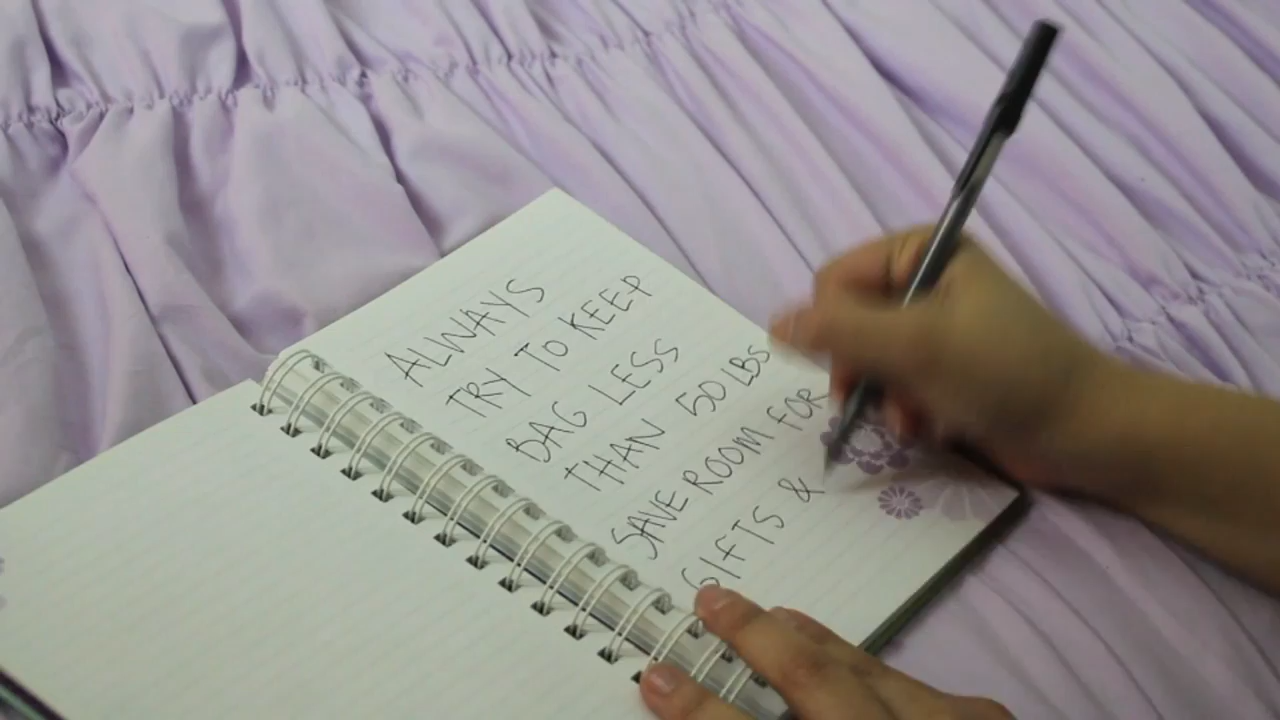 ALWAYS
TRY TO KEEP
BAG LESS
THAN 50 LBS
SAVE ROOM FOR
GIFTS &